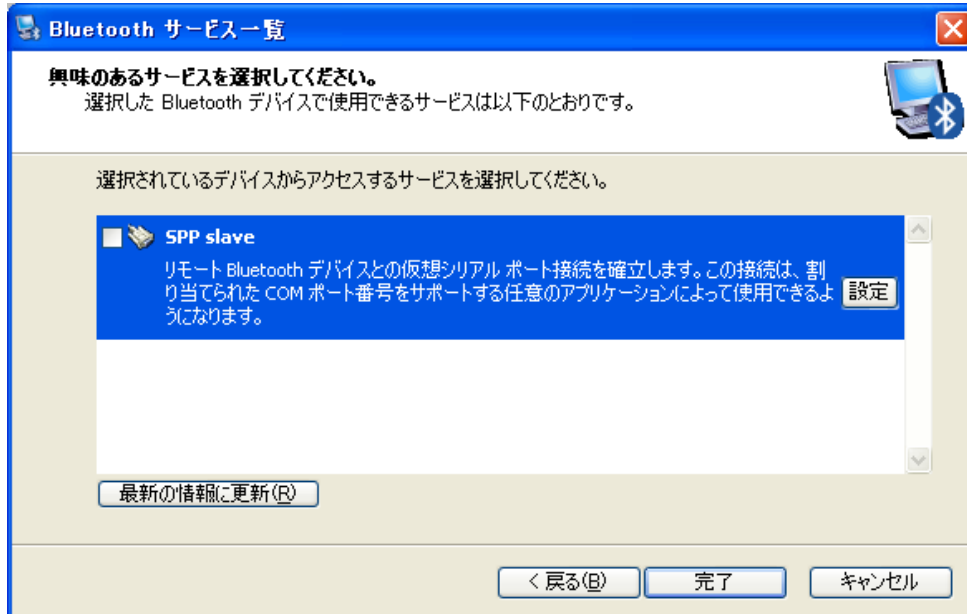 Bluetooth サービス一覧
興味のあるサービスを選択してください。
選択した Bluetooth デバイスで使用できるサービスは以下のとおりです。
選択されているデバイスからアクセスするサービスを選択してください。
SPP slave
リモート Bluetooth デバイスとの仮想シリアル ポート接続を確立します。この接続は、割
り当てられた COM ポート番号をサポートする任意のアプリケーションによって使用できるよ
うになります。
設定
最新の情報に更新(R)
< 戻る(B)
完了
キャンセル